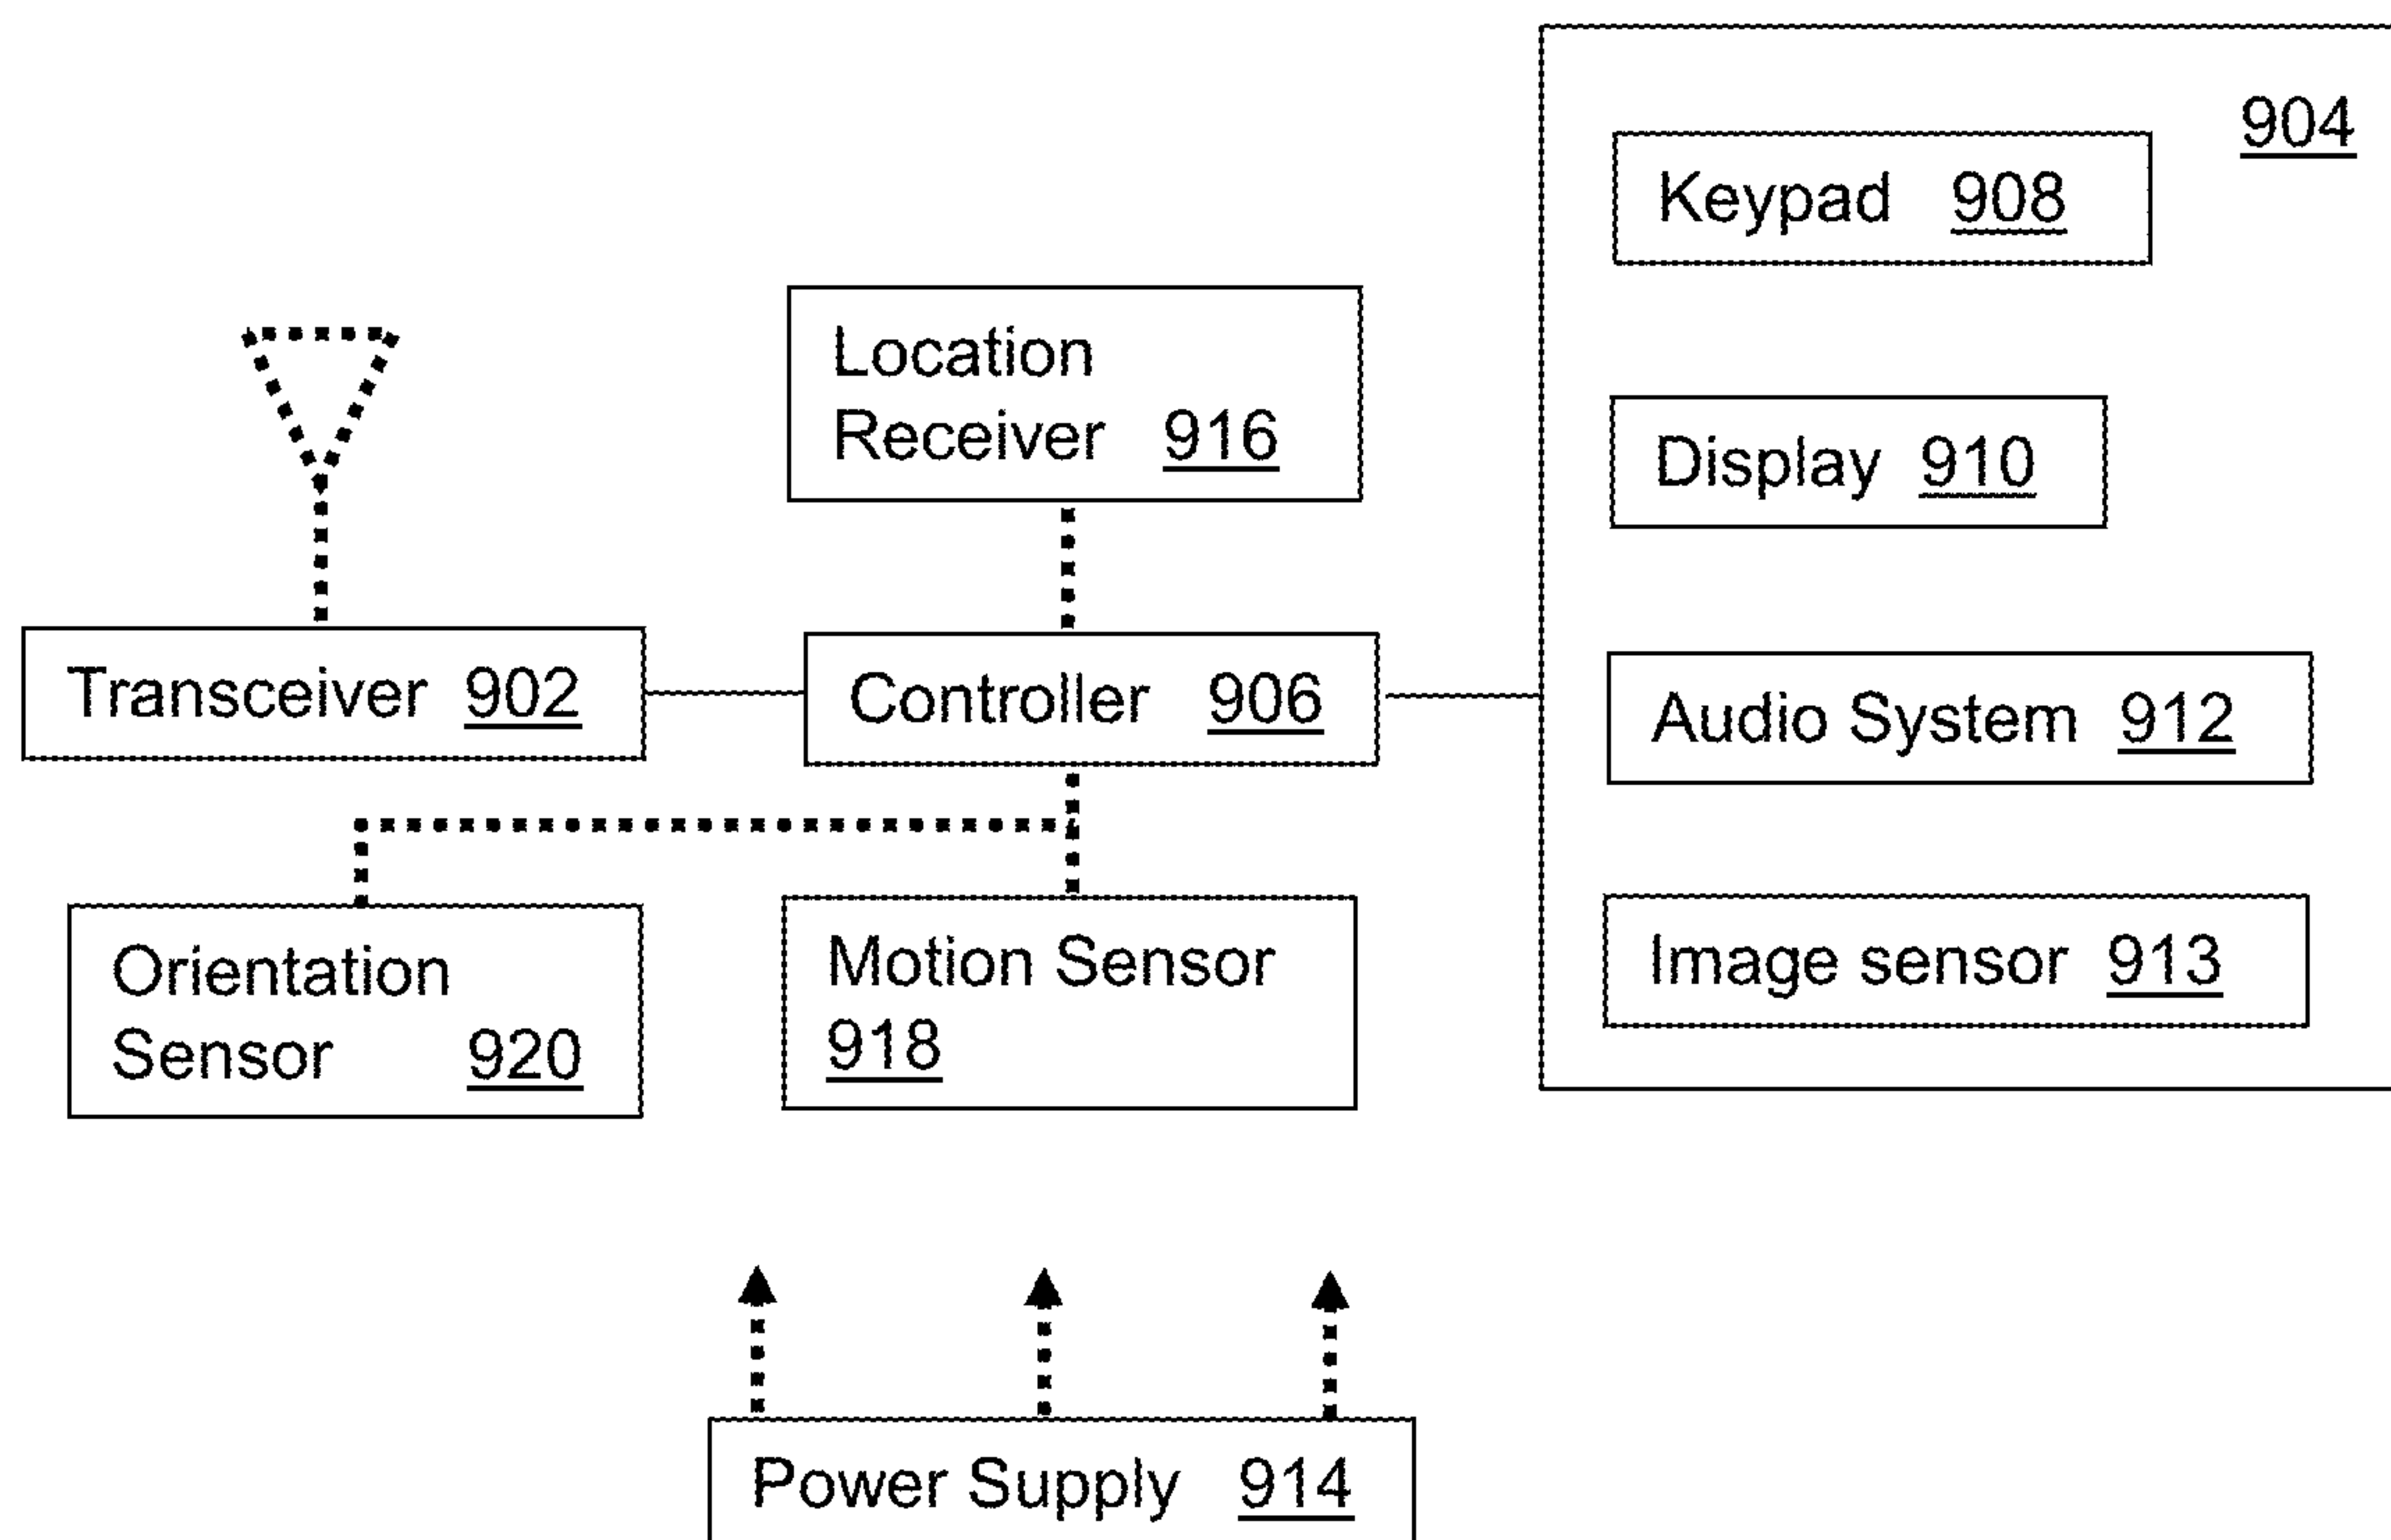 904
Keypad 908
Location
Receiver 916
Display 910
Transceiver 902
Controller 906
Audio System 912
Orientation
Sensor 920
Motion Sensor
918
Image sensor 913
Power Supply 914